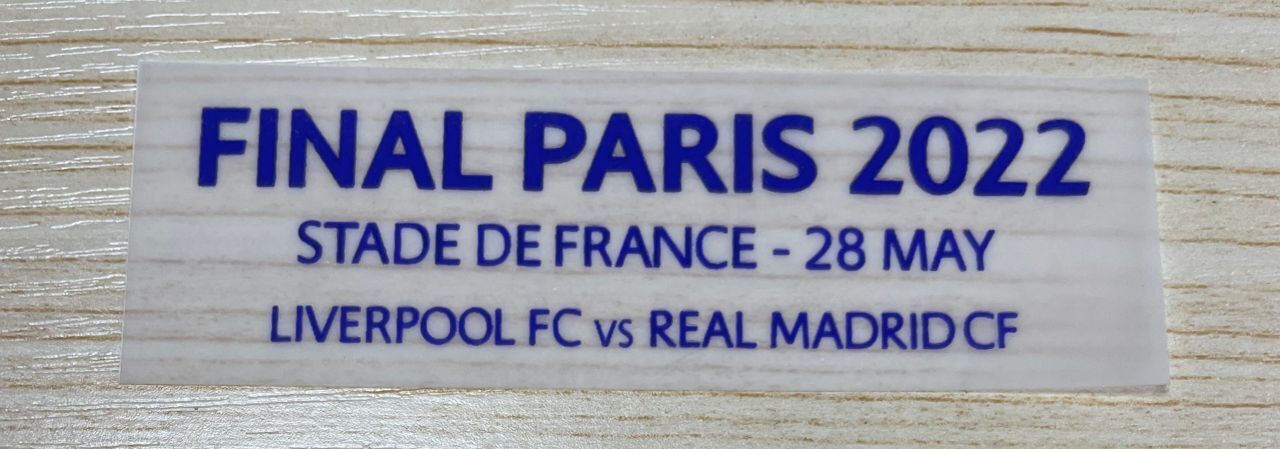 FINAL PARIS 2022
STADE DE FRANCE - 28 MAY
LIVERPOOL FC vs REAL MADRID CF